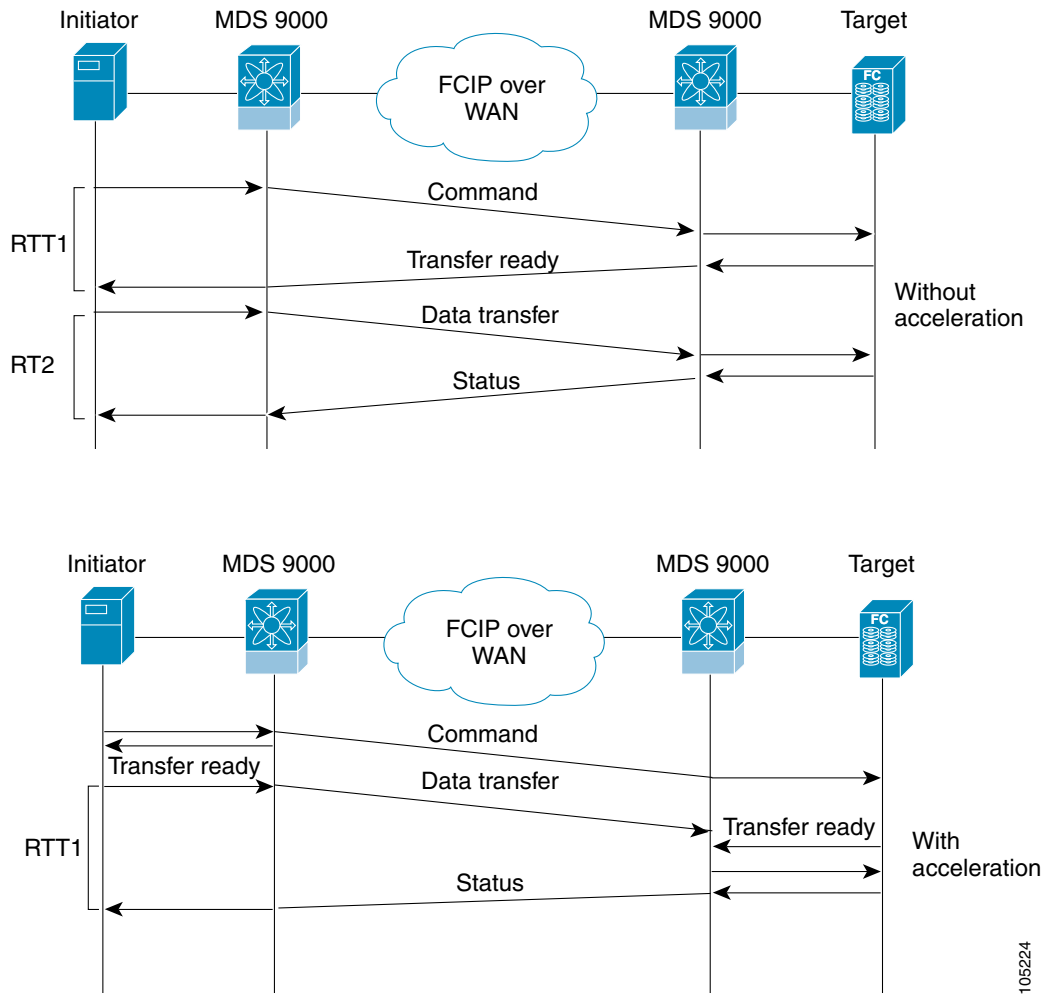 Initiator
MDS 9000
MDS 9000
Target
FCIP over
WAN
FC
Command
RTT1
Transfer ready
Without
acceleration
Data transfer
RT2
Status
Initiator
MDS 9000
MDS 9000
Target
FCIP over
WAN
FC
Command
Transfer ready
Data transfer
Transfer ready
RTT1
With
acceleration
Status
105224